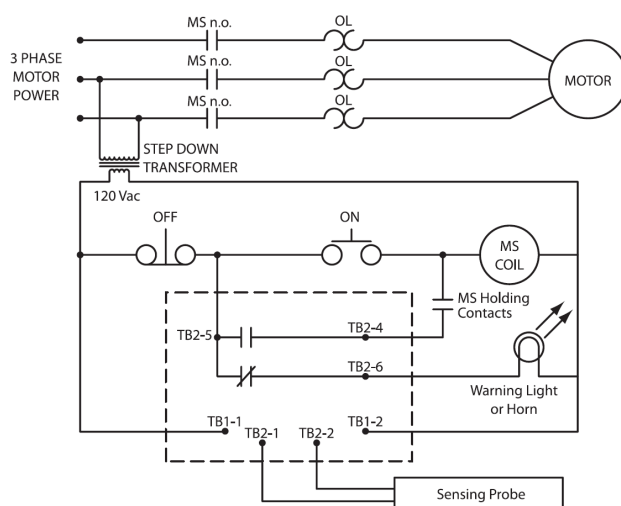 MS n.o.
OL
3 PHASE
MOTOR
POWER
MS n.o.
OL
MOTOR
MS n.o.
OL
STEP DOWN
TRANSFORMER
120 Vac
OFF
ON
MS
COIL
MS Holding
Contacts
TB2-5
TB2-4
TB2-6
Warning Light
or Horn
TB1-1
TB2-1
TB2-2
TB1-2
Sensing Probe